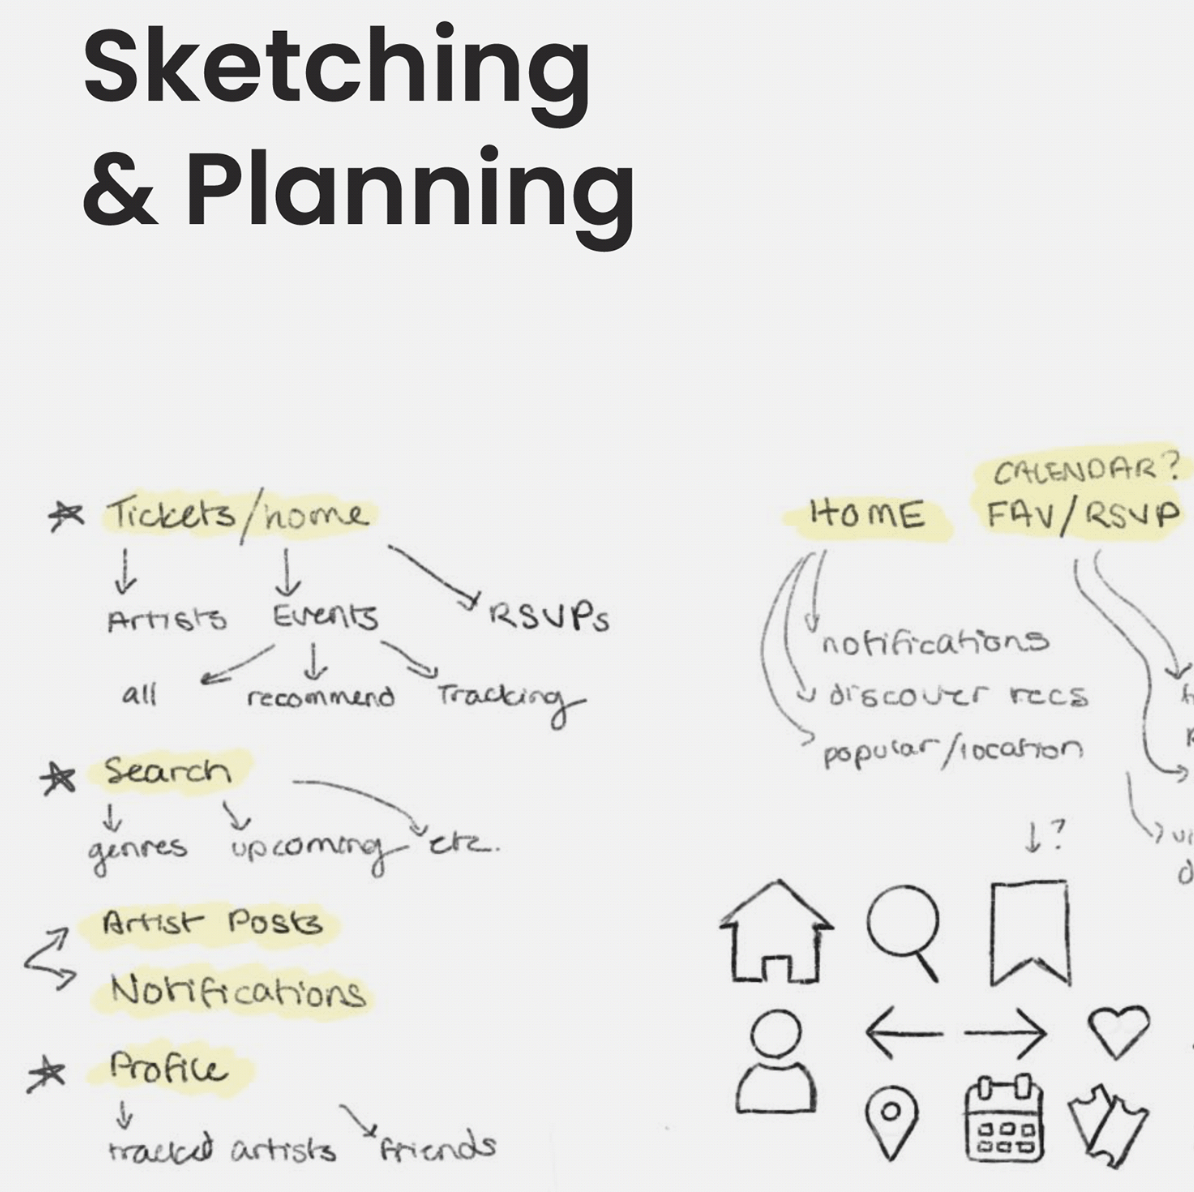 Sketching
& Planning
Tickets/home
Artists Events RSVPs
all recommend Tracking
Search
genres upcoming etc.
Artist Posts
Notifications
Profile
tracked artists friends
HOME
CALENDAR?
FAV/RSVP
notifications
discover recs
popular/location
?